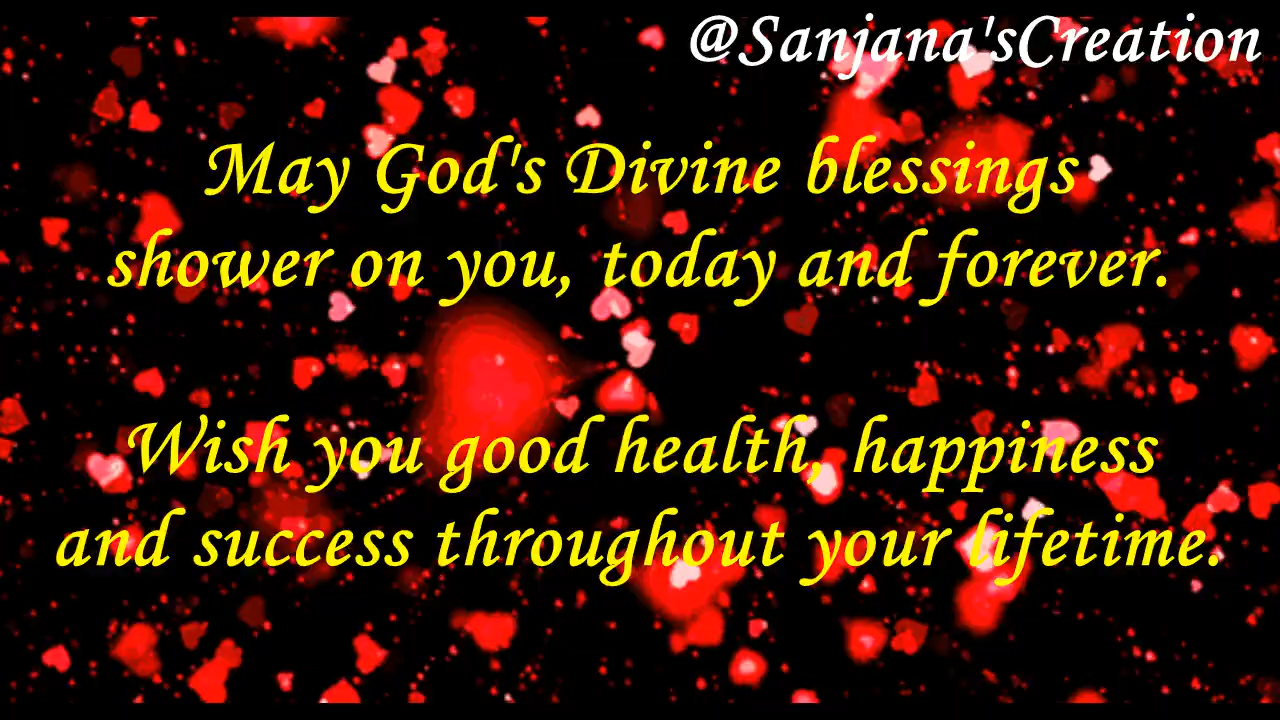 @Sanjana'sCreation
May God's Divine blessings
shower on you, today and forever.
Wish you good health, happiness
and success throughout your lifetime.